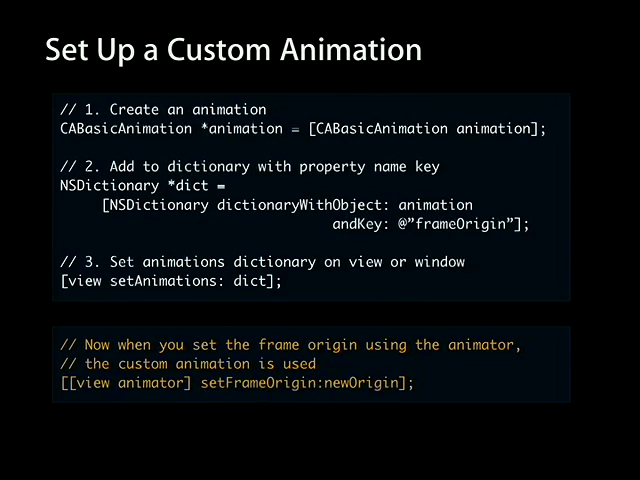 Set Up a Custom Animation
// 1. Create an animation
CABasicAnimation *animation = [CABasicAnimation animation];
// 2. Add to dictionary with property name key
NSDictionary *dict =
[NSDictionary dictionaryWithObject: animation
andKey: @”frameOrigin”];
// 3. Set animations dictionary on view or window
[view setAnimations: dict];
// Now when you set the frame origin using the animator,
// the custom animation is used
[[view animator] setFrameOrigin:newOrigin];